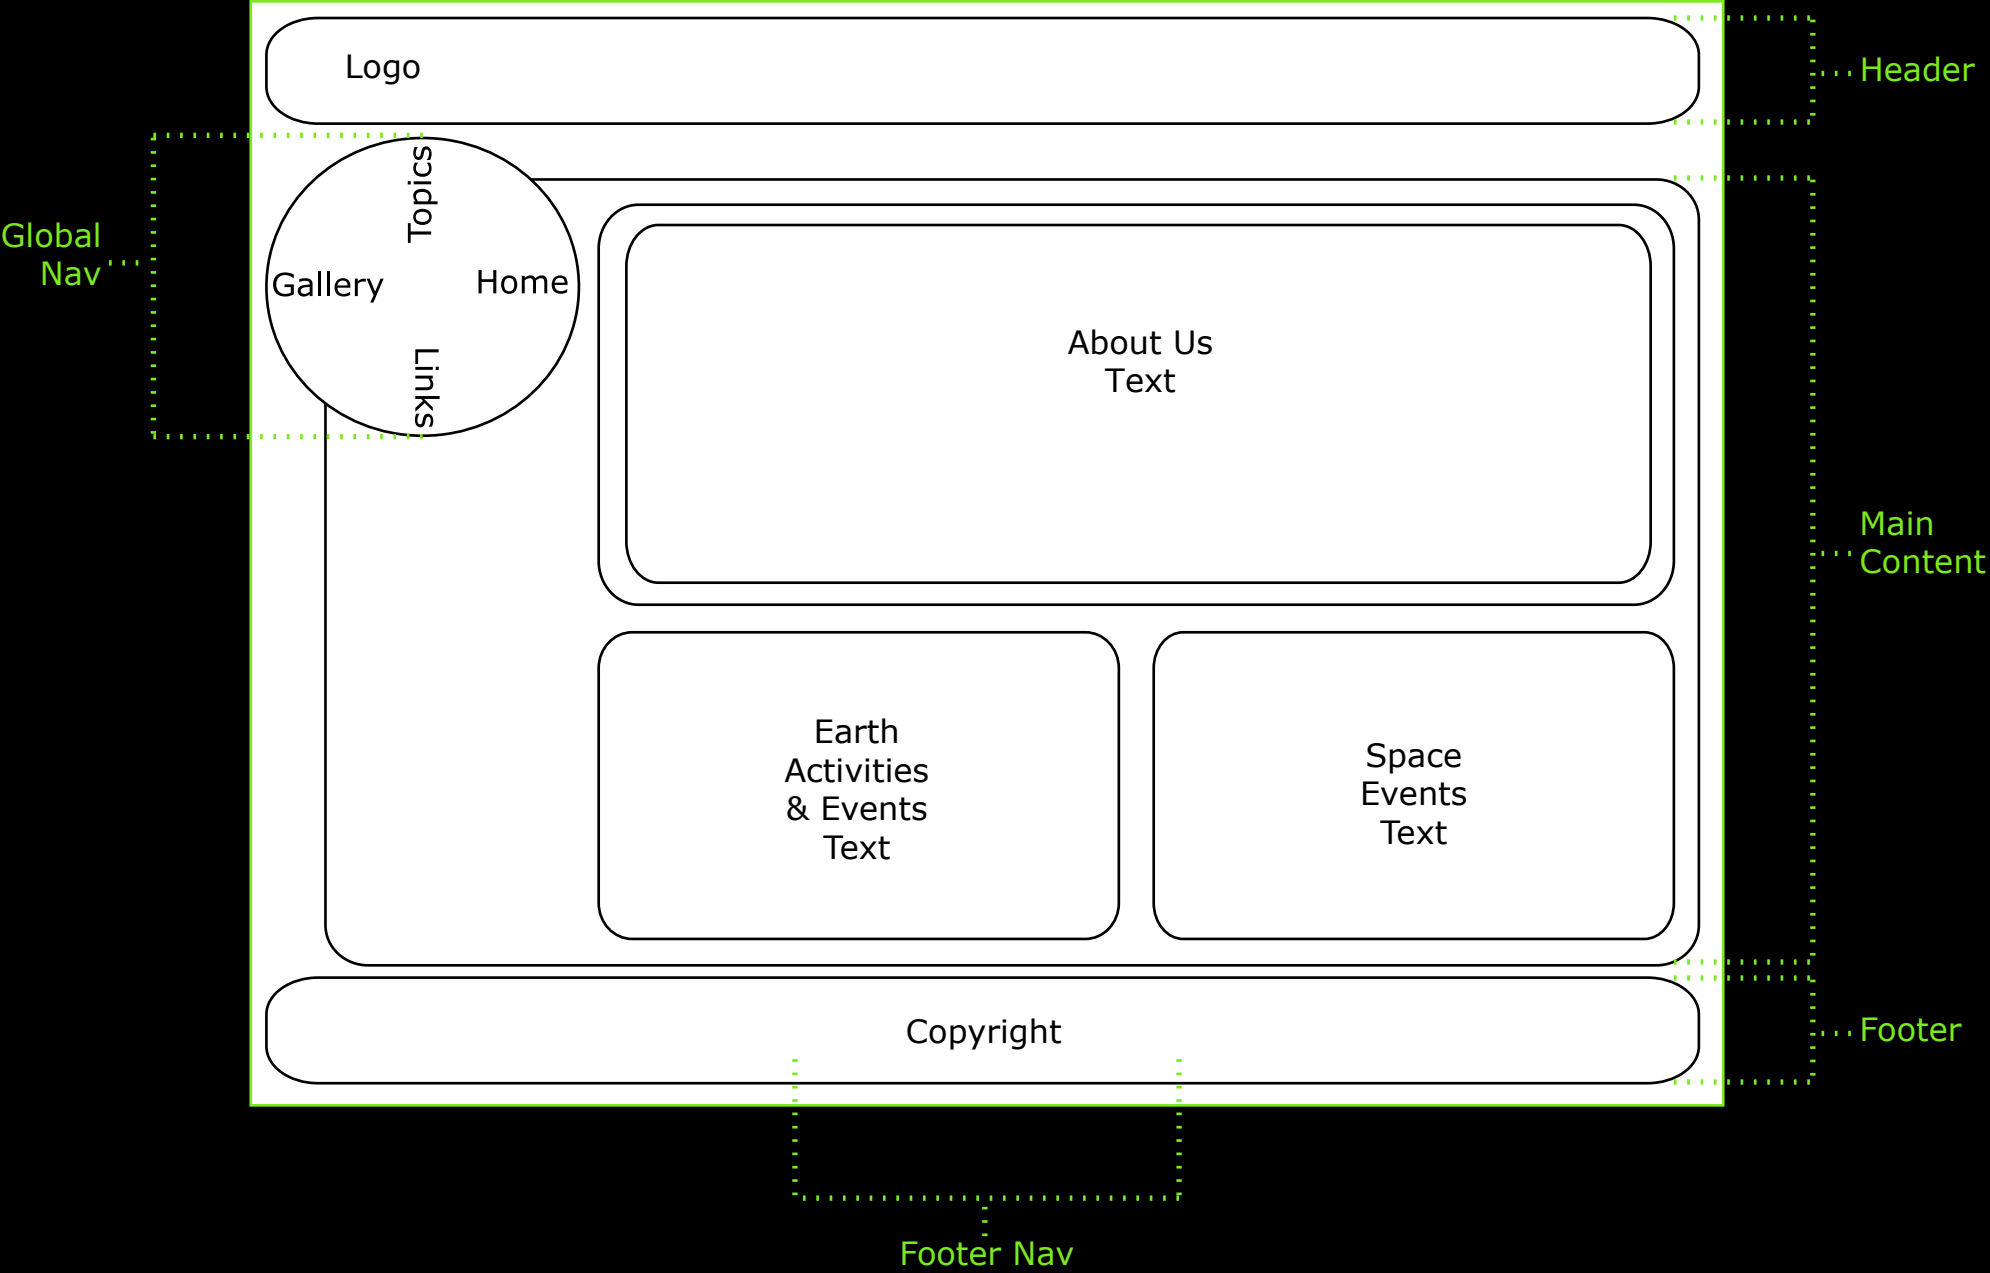 Logo
Header
Topics
Global
Nav
Gallery
Home
Links
About Us
Text
Main
Content
Earth
Activities
& Events
Text
Space
Events
Text
Copyright
Footer
Footer Nav